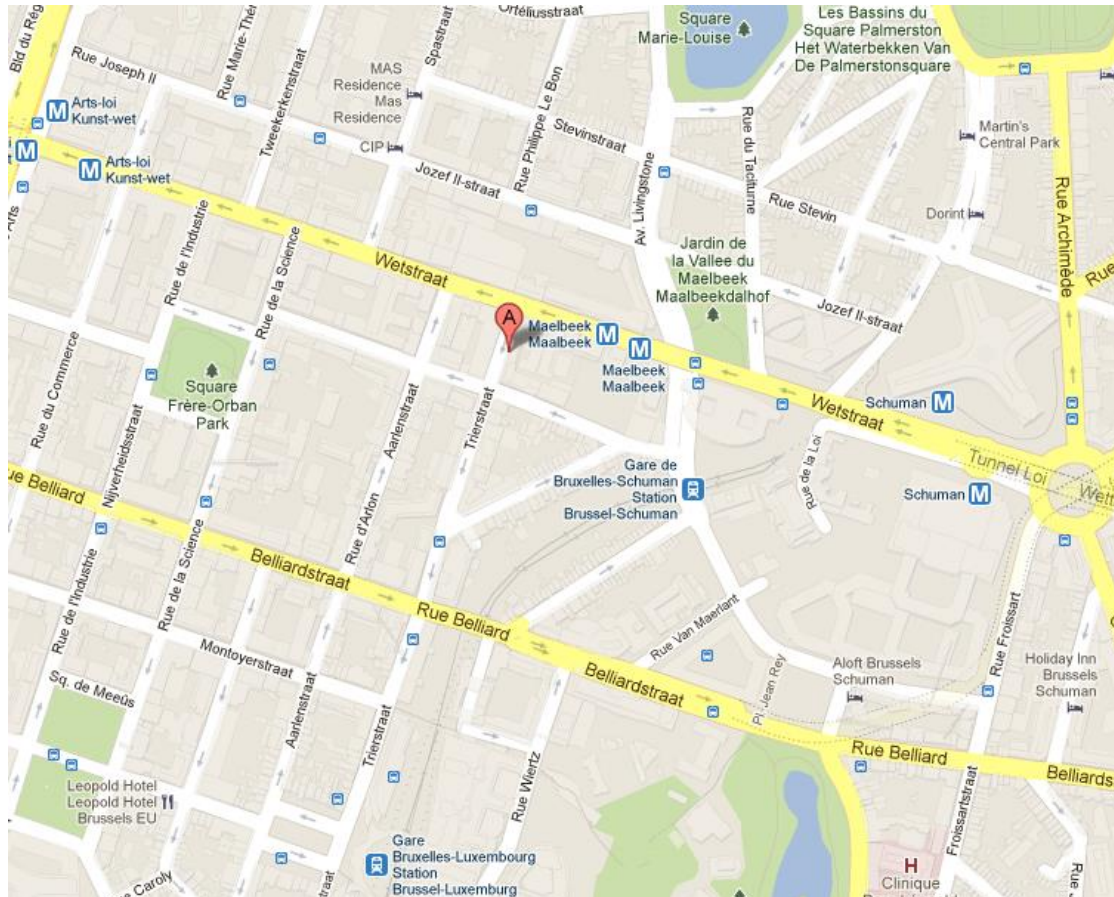 Ortéliusstraat
Square
Marie-Louise
Les Bassins du
Square Palmerston
Het Waterbekken Van
De Palmerstonsquare
Bld du Rég
Rue Joseph II
Rue Marie-Thér
Tweekerkenstraat
Spastraat
MAS
Residence
Mas
Residence
CIP
Rue Philippe Le Bon
Stevinstraat
Rue du Taciturne
Martin's
Central Park
Arts-loi
Kunst-wet
M
M
M
Arts-loi
Kunst-wet
Jozef II-straat
Av. Livingstone
Rue Stevin
Dorint
Rue Archimède
Rue
Arts
Rue de l'Industrie
Rue de la Science
Wetstraat
Jardin de
la Vallee du
Maelbeek
Maalbeekdalhof
Jozef II-straat
A
Maelbeek
Maalbeek
M
M
Maelbeek
Maalbeek
Square
Frère-Orban
Park
Rue du Commerce
Nijverheidsstraat
Aarlenstraat
Trierstraat
Wetstraat
Schuman
M
Rue de la Loi
Tunnel Loi
Wett
Schuman
M
Gare de
Bruxelles-Schuman
Station
Brussel-Schuman
ue Belliard
Rue d'Arlon
Belliardstraat
Rue de la Science
Rue de l'Industrie
Rue Belliard
Rue Van Maerlant
Rue Froissart
Montoyerstraat
Sq. de Meeûs
Aarlenstraat
Trierstraat
Belliardstraat
Pl Jean Rey
Aloft Brussels
Schuman
Holiday Inn
Brussels
Schuman
Rue Belliard
Belliards
Leopold Hotel
Leopold Hotel
Brussels EU
Rue Wiertz
Froissartstraat
Gare
Bruxelles-Luxembourg
Station
Brussel-Luxemburg
e Caroly
H
Clinique
Rue J